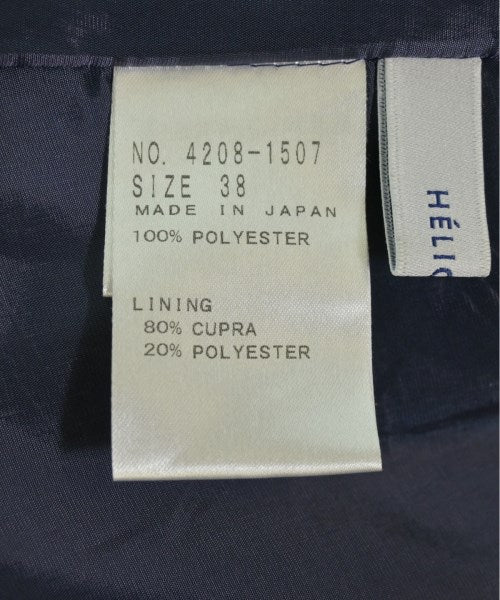 NO. 4208-1507
SIZE 38
MADE IN JAPAN
100% POLYESTER
LINING
80% CUPRA
20% POLYESTER
HÉLIO